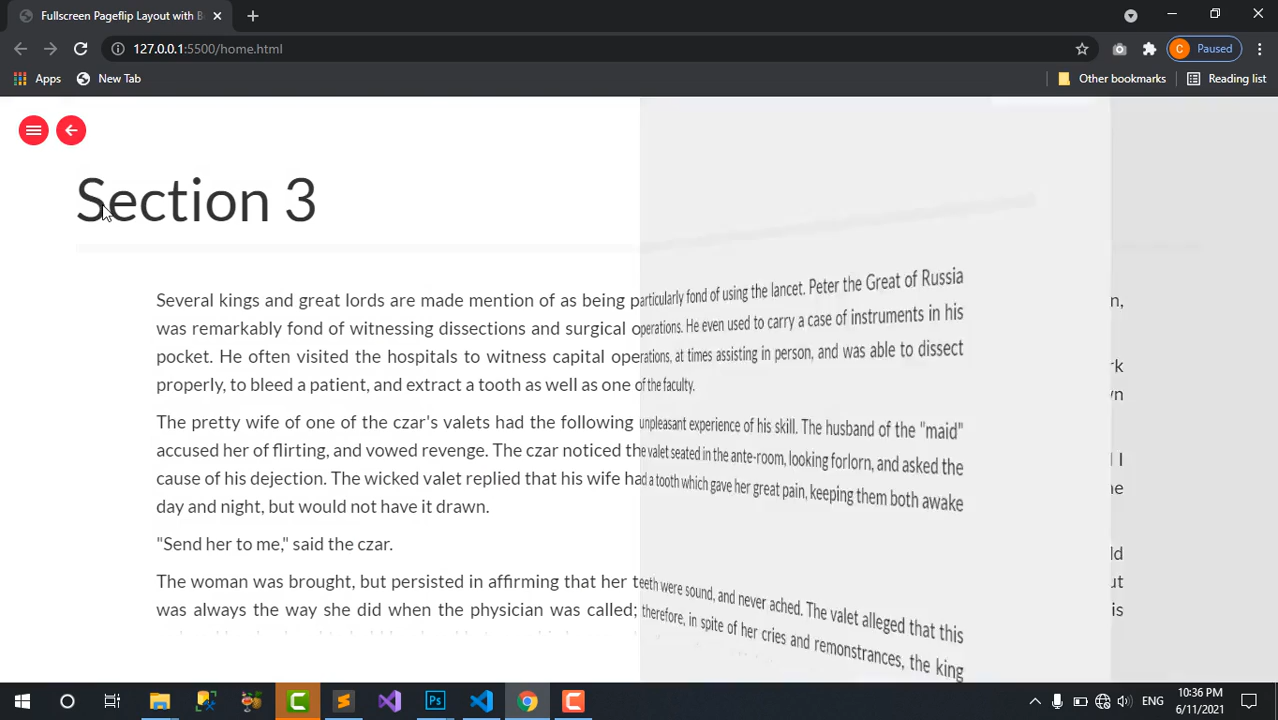 Fullscreen Pageflip Layout with B
127.0.0.1:5500/home.html
C Paused
Apps
New Tab
Other bookmarks
Reading list
Section 3
Several kings and great lords are made mention of as being particularly fond of using the lancet. Peter the Great of Russia
was remarkably fond of witnessing dissections and surgical operations. He even used to carry a case of instruments in his
pocket. He often visited the hospitals to witness capital operations, at times assisting in person, and was able to dissect
properly, to bleed a patient, and extract a tooth as well as one of the faculty.
The pretty wife of one of the czar's valets had the following unpleasant experience of his skill. The husband of the "maid"
accused her of flirting, and vowed revenge. The czar noticed the valet seated in the ante-room, looking forlorn, and asked the
cause of his dejection. The wicked valet replied that his wife had a tooth which gave her great pain, keeping them both awake
day and night, but would not have it drawn.
"Send her to me," said the czar.
The woman was brought, but persisted in affirming that her teeth were sound, and never ached. The valet alleged that this
was always the way she did when the physician was called; therefore, in spite of her cries and remonstrances, the king
ENG
10:36 PM
6/11/2021